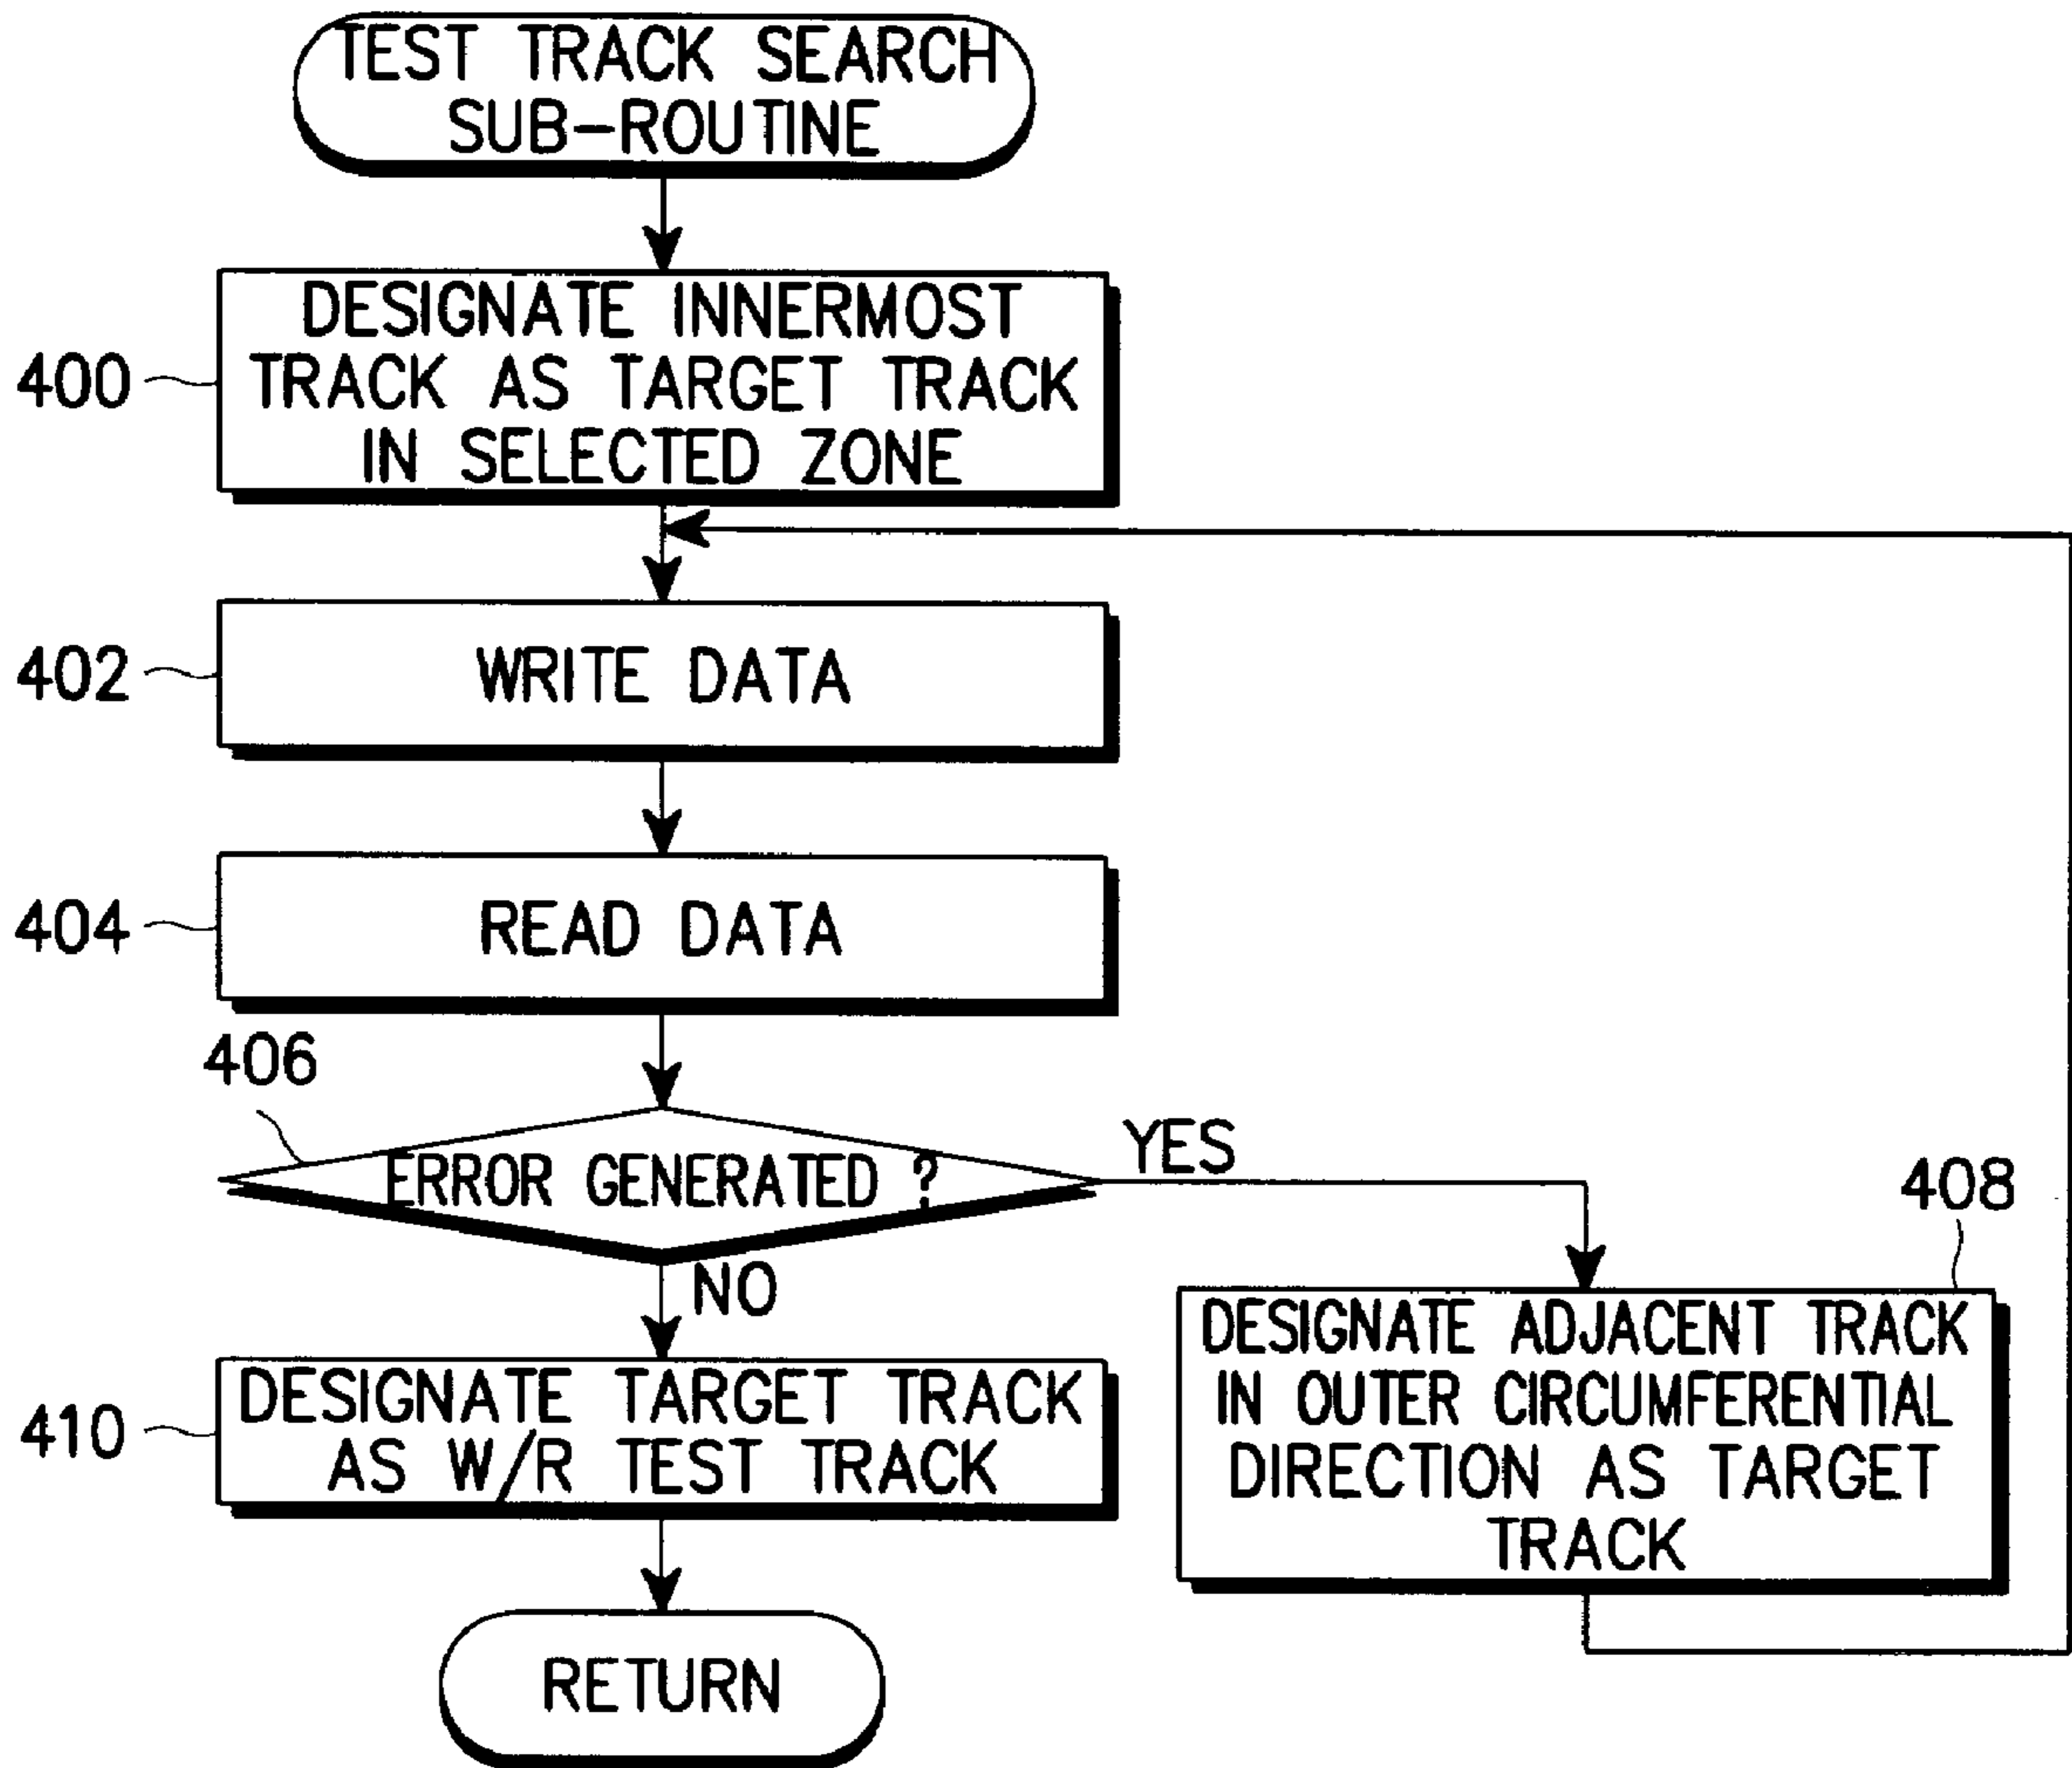 TEST TRACK SEARCH
SUB-ROUTINE
400
DESIGNATE INNERMOST
TRACK AS TARGET TRACK
IN SELECTED ZONE
402
WRITE DATA
404
READ DATA
406
ERROR GENERATED ?
YES
NO
408
DESIGNATE ADJACENT TRACK
IN OUTER CIRCUMFERENTIAL
DIRECTION AS TARGET
TRACK
410
DESIGNATE TARGET TRACK
AS W/R TEST TRACK
RETURN